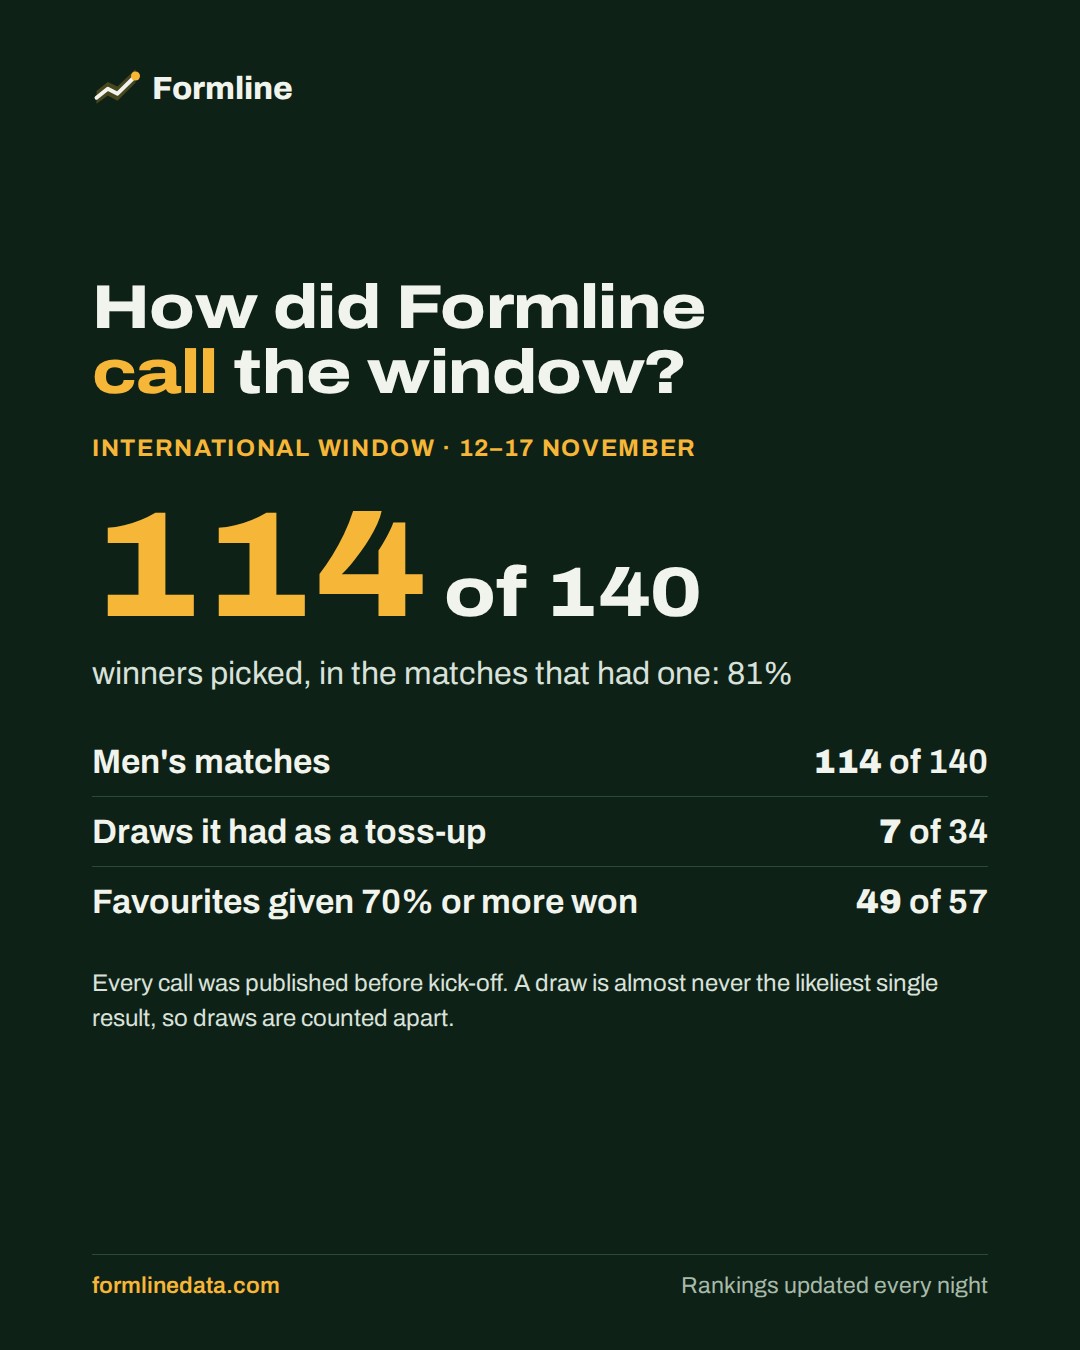 Formline
How did Formline
call the window?
INTERNATIONAL WINDOW · 12–17 NOVEMBER
114 of 140
winners picked, in the matches that had one: 81%
Men's matches 114 of 140
Draws it had as a toss-up 7 of 34
Favourites given 70% or more won 49 of 57
Every call was published before kick-off. A draw is almost never the likeliest single
result, so draws are counted apart.
formlinedata.com Rankings updated every night